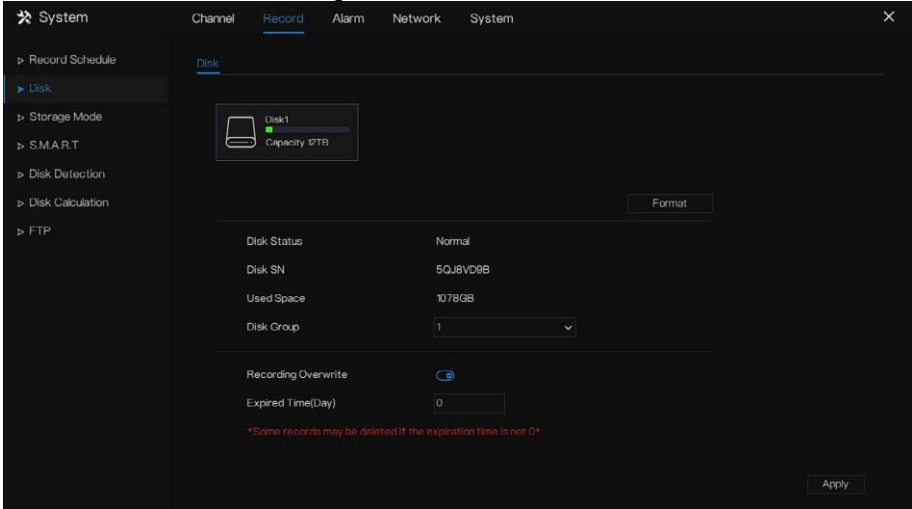 System Channel Record Alarm Network System
Record Schedule
Disk
Storage Mode
S.M.A.R.T
Disk Detection
Disk Calculation
FTP
Disk
Disk1
Capacity 12TB
Format
Disk Status Normal
Disk SN 5QJ8VD9B
Used Space 1078GB
Disk Group 1
Recording Overwrite
Expired Time(Day) 0
*Some records may be deleted if the expiration time is not 0*
Apply